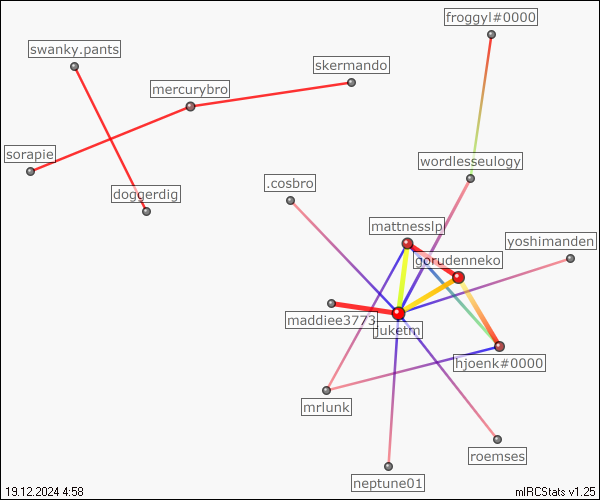 froggyl#0000
swanky.pants
skermando
mercurybro
sorapie
wordlesseulogy
.cosbro
doggerdig
mattnesslp
yoshimanden
gorudenneko
maddiee3773
juketm
hjoenk#0000
mrlunk
roemses
neptune01
19.12.2024 4:58
mIRCStats v1.25